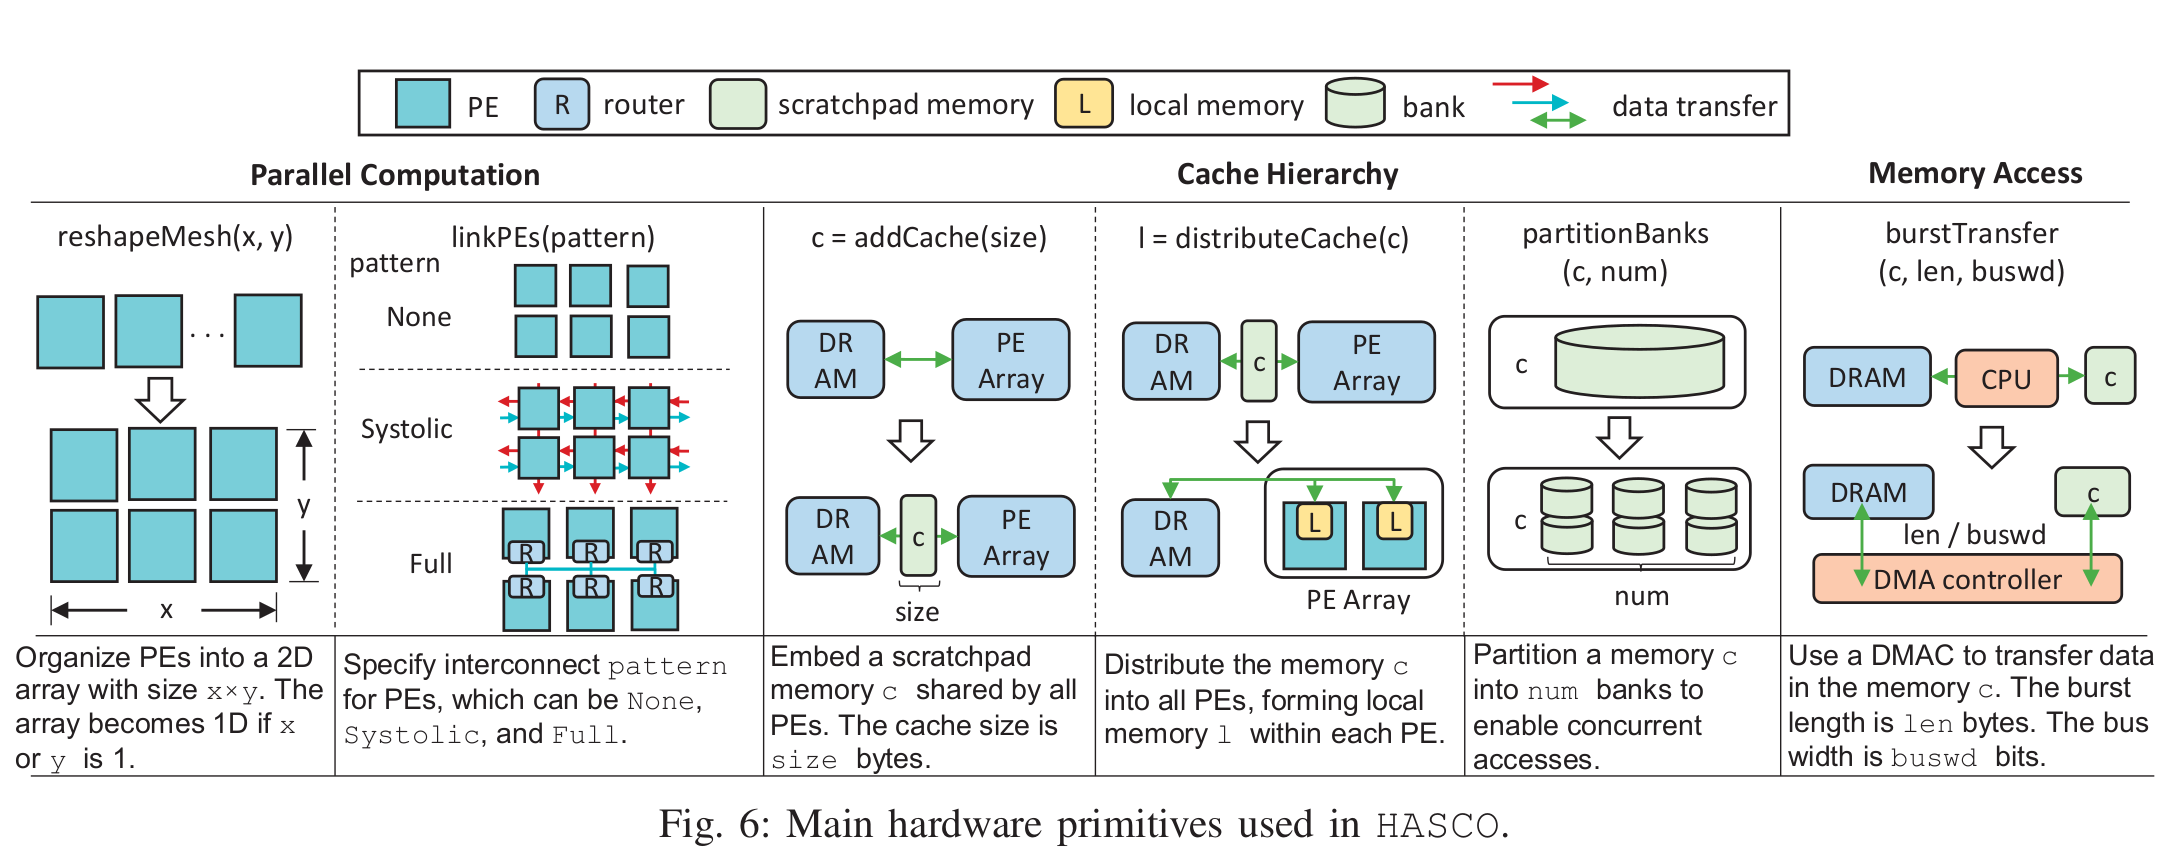 PE
R router
scratchpad memory
L local memory
bank
data transfer
Parallel Computation
Cache Hierarchy
Memory Access
reshapeMesh(x, y)
. . .
y
x
Organize PEs into a 2D
array with size x×y. The
array becomes 1D if x
or y is 1.
linkPEs(pattern)
pattern
None
Systolic
Full
R R R
R R R
Specify interconnect pattern
for PEs, which can be None,
Systolic, and Full.
c = addCache(size)
DR
AM
PE
Array
DR
AM
c
PE
Array
size
Embed a scratchpad
memory c shared by all
PEs. The cache size is
size bytes.
l = distributeCache(c)
DR
AM
c
PE
Array
DR
AM
L L
PE Array
Distribute the memory c
into all PEs, forming local
memory l within each PE.
partitionBanks
(c, num)
c
c
num
Partition a memory c
into num banks to
enable concurrent
accesses.
burstTransfer
(c, len, buswd)
DRAM CPU c
DRAM c
len / buswd
DMA controller
Use a DMAC to transfer data
in the memory c. The burst
length is len bytes. The bus
width is buswd bits.
Fig. 6: Main hardware primitives used in HASCO.